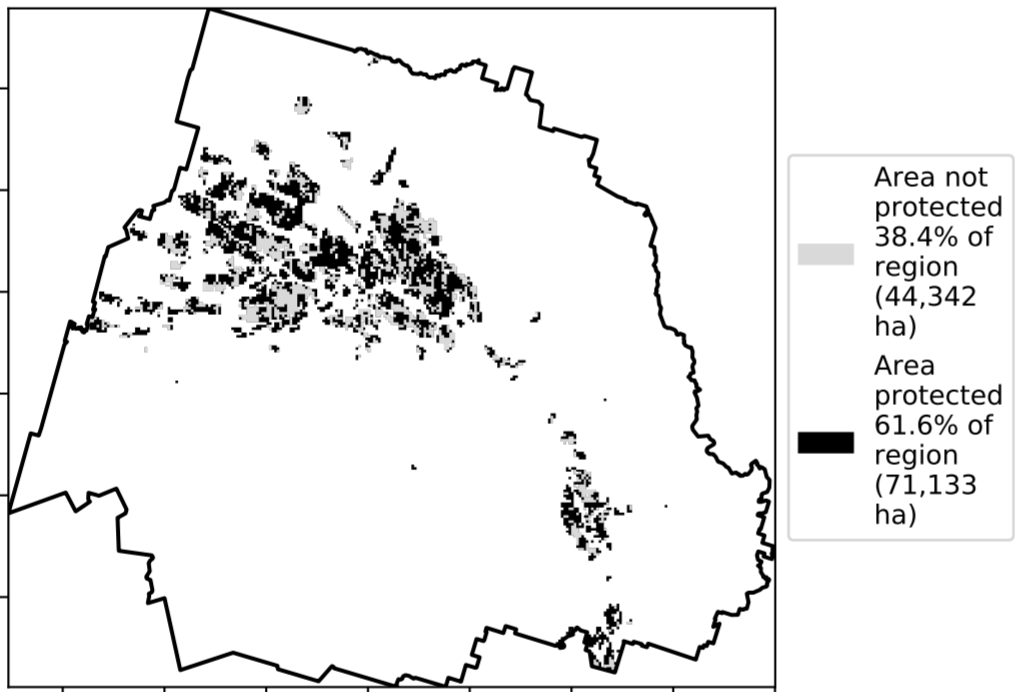 Area not
protected
38.4% of
region
(44,342
ha)
Area
protected
61.6% of
region
(71,133
ha)